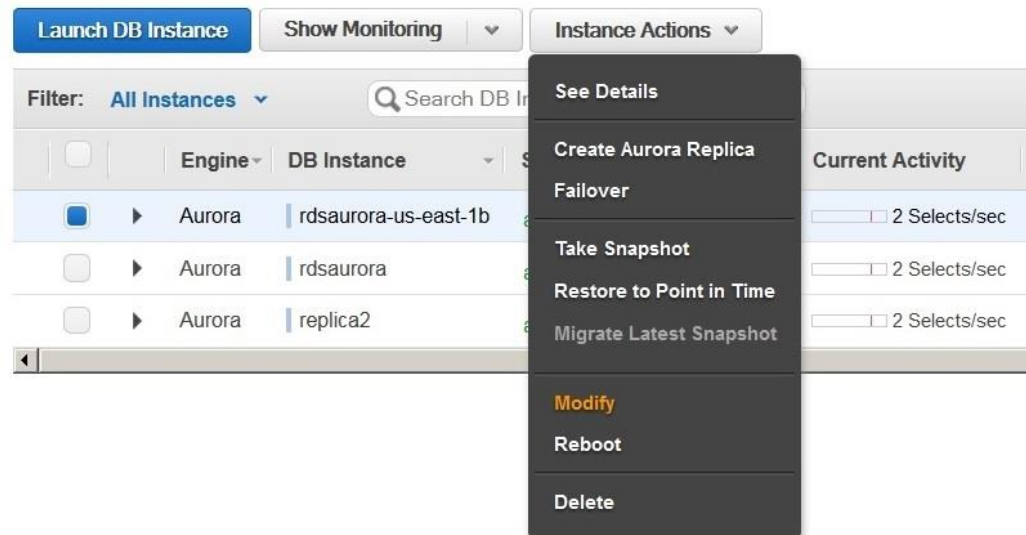 Launch DB Instance Show Monitoring Instance Actions
Filter: All Instances Search DB In
See Details
Engine DB Instance S Current Activity
Create Aurora Replica
Failover
Aurora rdsaurora-us-east-1b a 2 Selects/sec
Take Snapshot
Aurora rdsaurora a 2 Selects/sec
Restore to Point in Time
Aurora replica2 a 2 Selects/sec
Migrate Latest Snapshot
Modify
Reboot
Delete